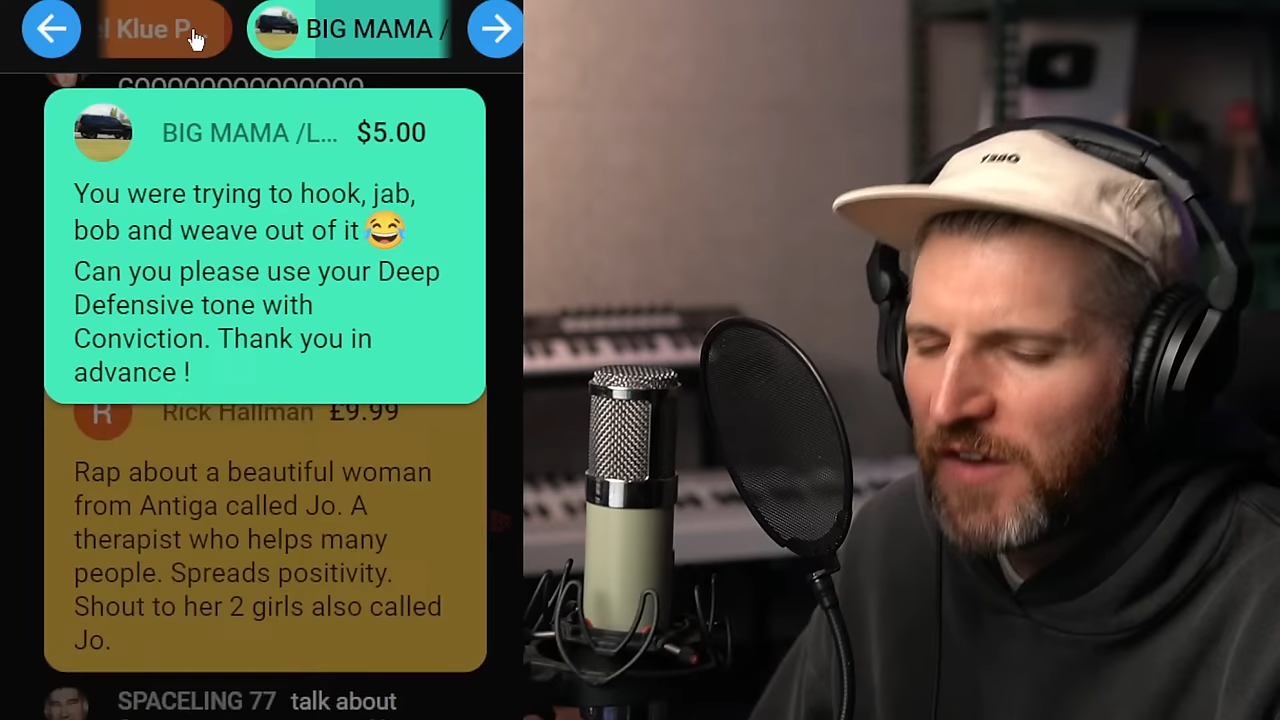 Klue P
BIG MAMA /
GOOOOOOOOOOOOOOO
BIG MAMA /L... $5.00
You were trying to hook, jab,
bob and weave out of it😂
Can you please use your Deep
Defensive tone with
Conviction. Thank you in
advance !
R Rick Hallman £9.99
Rap about a beautiful woman
from Antiga called Jo. A
therapist who helps many
people. Spreads positivity.
Shout to her 2 girls also called
Jo.
SPACELING 77 talk about